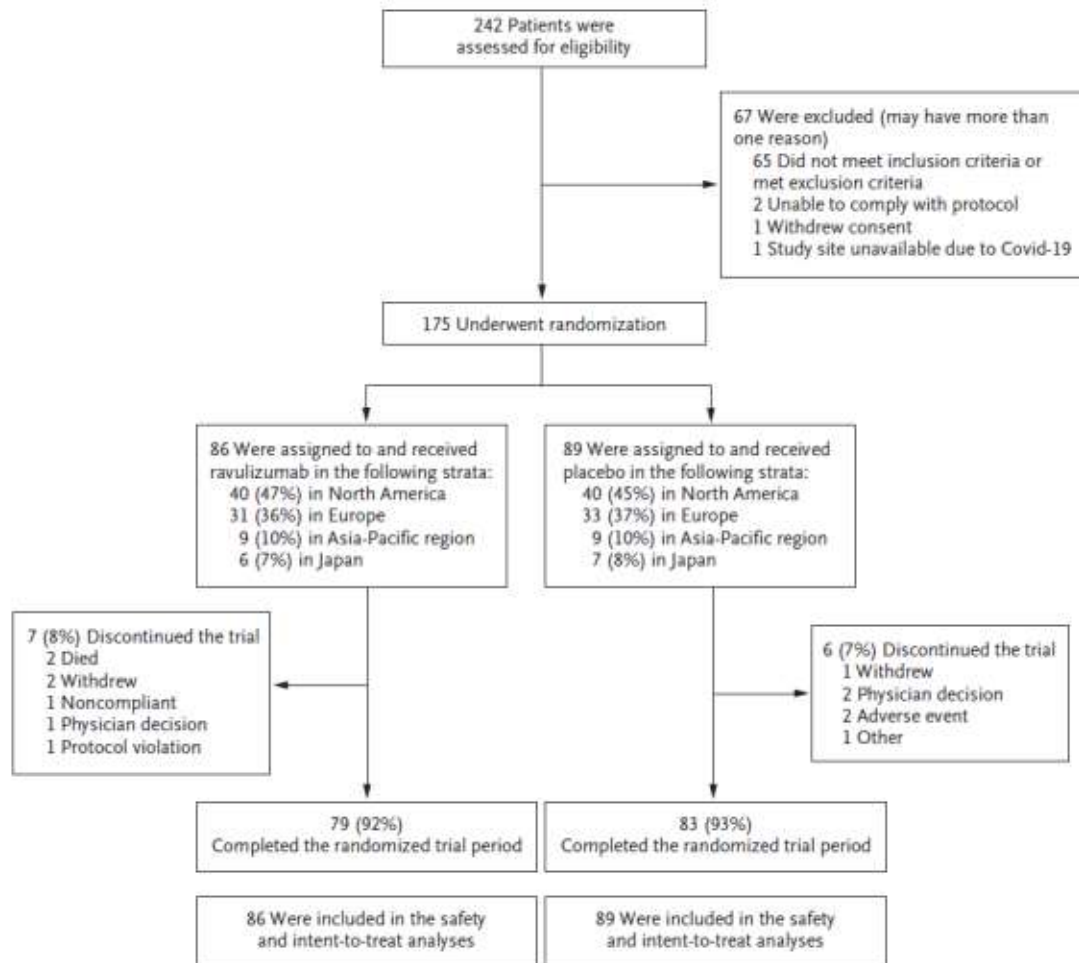 242 Patients were
assessed for eligibility
67 Were excluded (may have more than
one reason)
65 Did not meet inclusion criteria or
met exclusion criteria
2 Unable to comply with protocol
1 Withdrew consent
1 Study site unavailable due to Covid-19
175 Underwent randomization
86 Were assigned to and received
ravulizumab in the following strata:
40 (47%) in North America
31 (36%) in Europe
9 (10%) in Asia-Pacific region
6 (7%) in Japan
89 Were assigned to and received
placebo in the following strata:
40 (45%) in North America
33 (37%) in Europe
9 (10%) in Asia-Pacific region
7 (8%) in Japan
7 (8%) Discontinued the trial
2 Died
2 Withdrew
1 Noncompliant
1 Physician decision
1 Protocol violation
6 (7%) Discontinued the trial
1 Withdrew
2 Physician decision
2 Adverse event
1 Other
79 (92%)
Completed the randomized trial period
83 (93%)
Completed the randomized trial period
86 Were included in the safety
and intent-to-treat analyses
89 Were included in the safety
and intent-to-treat analyses